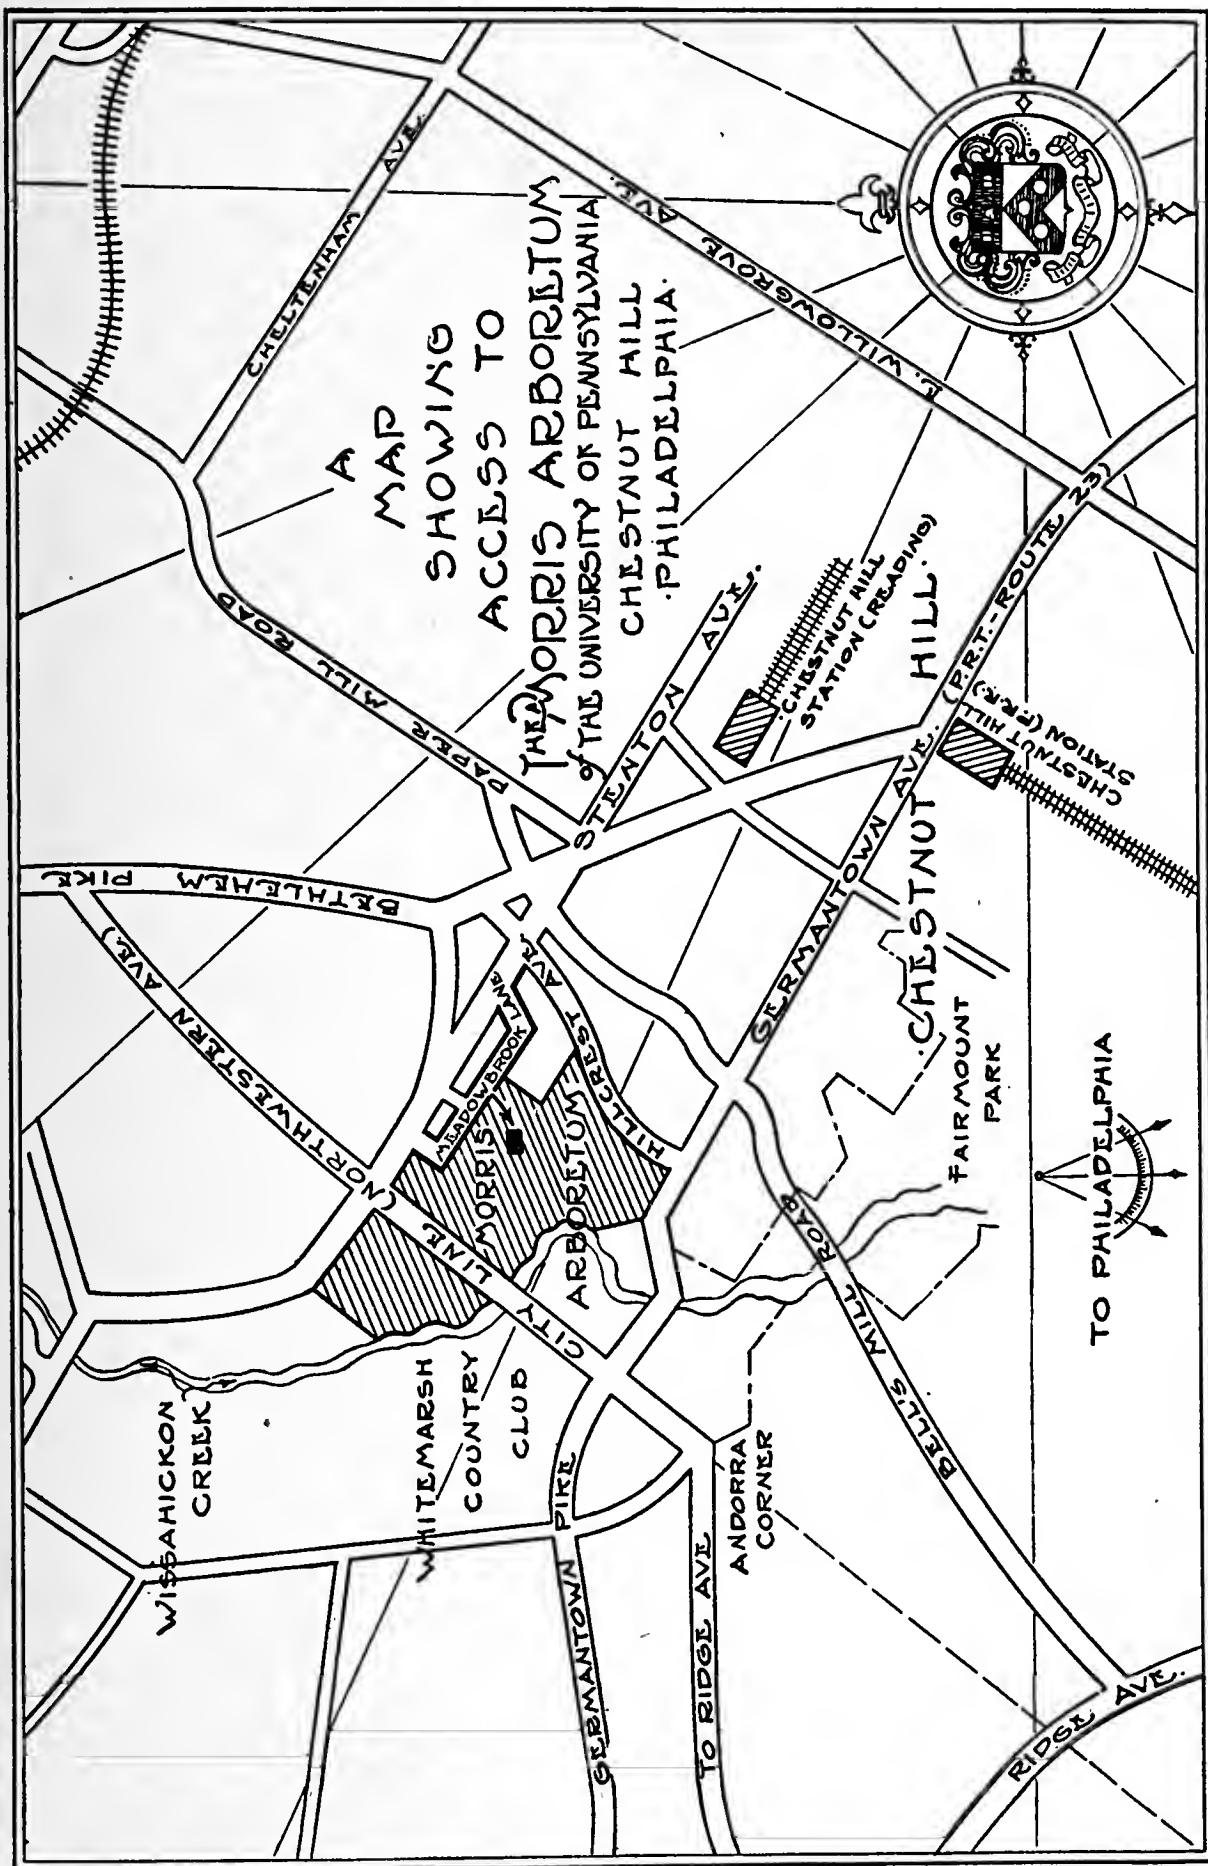 A
MAP
SHOWING
ACCESS TO
THE MORRIS ARBORETUM
of THE UNIVERSITY OF PENNSYLVANIA
CHESTNUT HILL
·PHILADELPHIA·
WISSAHICKON
CREEK
WHITEMARSH
COUNTRY
CLUB
GERMANTOWN PIKE
TO RIDGE AVE
ANDORRA
CORNER
RIDGE AVE.
BELL'S MILL ROAD
CITY LINE
(NORTHWESTERN AVE.)
BETHLEHEM PIKE
MEADOWBROOK LANE
MORRIS
ARBORETUM
HILLCREST AVE.
PAPER MILL ROAD
CHELTENHAM AVE.
STENTON AVE.
E. WILLOWGROVE AVE.
CHESTNUT HILL
STATION (READING)
GERMANTOWN AVE. (P.R.T.-ROUTE 23)
·CHESTNUT HILL·
CHESTNUT HILL
STATION (P.R.R.)
FAIRMOUNT
PARK
TO PHILADELPHIA